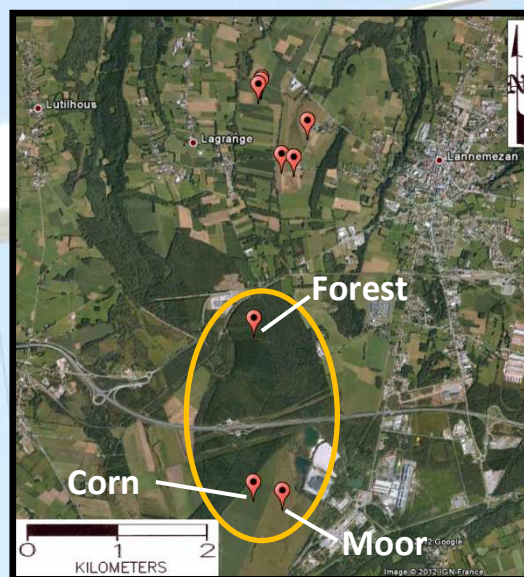 N
Lutilhous
Lagrange
Lannemezan
Forest
Corn
Moor
0 1 2
KILOMETERS
2012 Google
Image © 2012 IGN-France